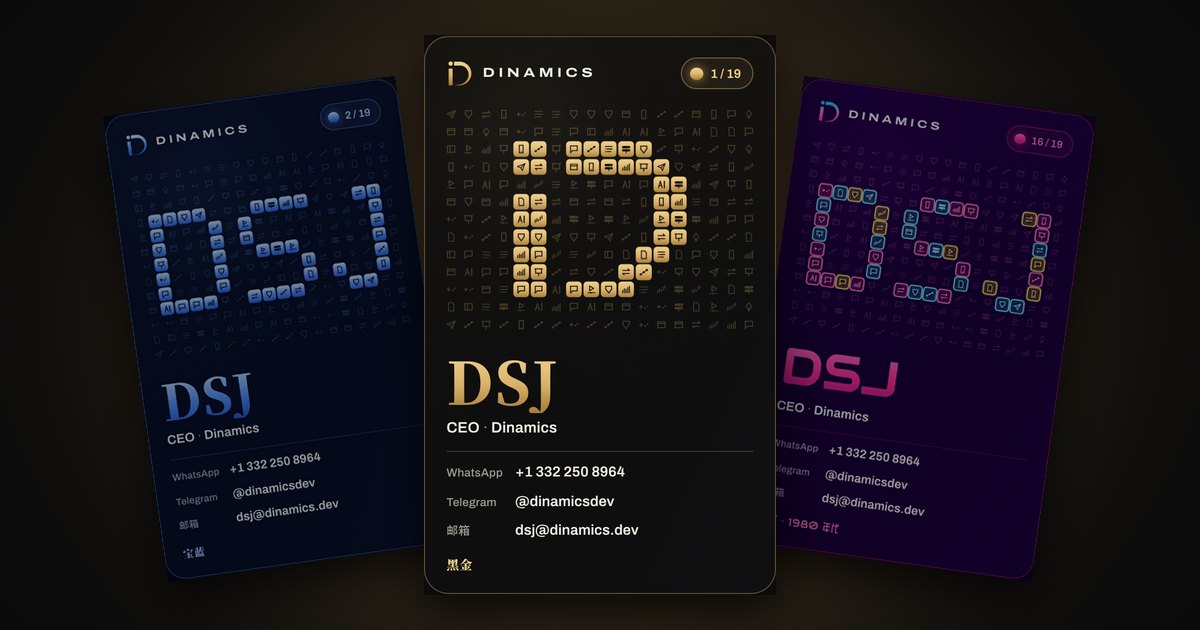 DINAMICS
2 / 19
DSJ
CEO · Dinamics
WhatsApp +1 332 250 8964
Telegram @dinamicsdev
邮箱 dsj@dinamics.dev
宝蓝
DINAMICS
1 / 19
DSJ
CEO · Dinamics
WhatsApp +1 332 250 8964
Telegram @dinamicsdev
邮箱 dsj@dinamics.dev
黑金
DINAMICS
16 / 19
DSJ
DSJ
CEO · Dinamics
WhatsApp +1 332 250 8964
Telegram @dinamicsdev
箱 dsj@dinamics.dev
· 1980 年代